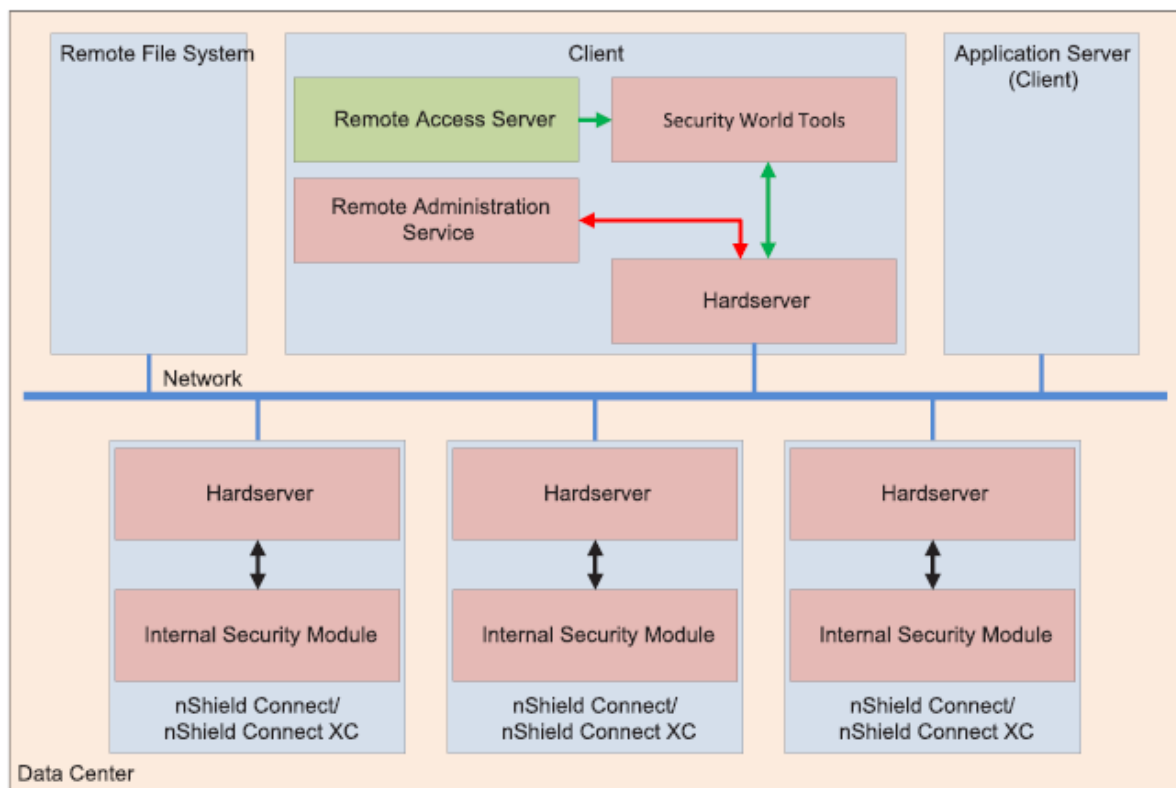 Remote File System
Client
Application Server
(Client)
Remote Access Server
Security World Tools
Remote Administration
Service
Hardserver
Network
Hardserver
Hardserver
Hardserver
Internal Security Module
Internal Security Module
Internal Security Module
nShield Connect/
nShield Connect XC
nShield Connect/
nShield Connect XC
nShield Connect/
nShield Connect XC
Data Center